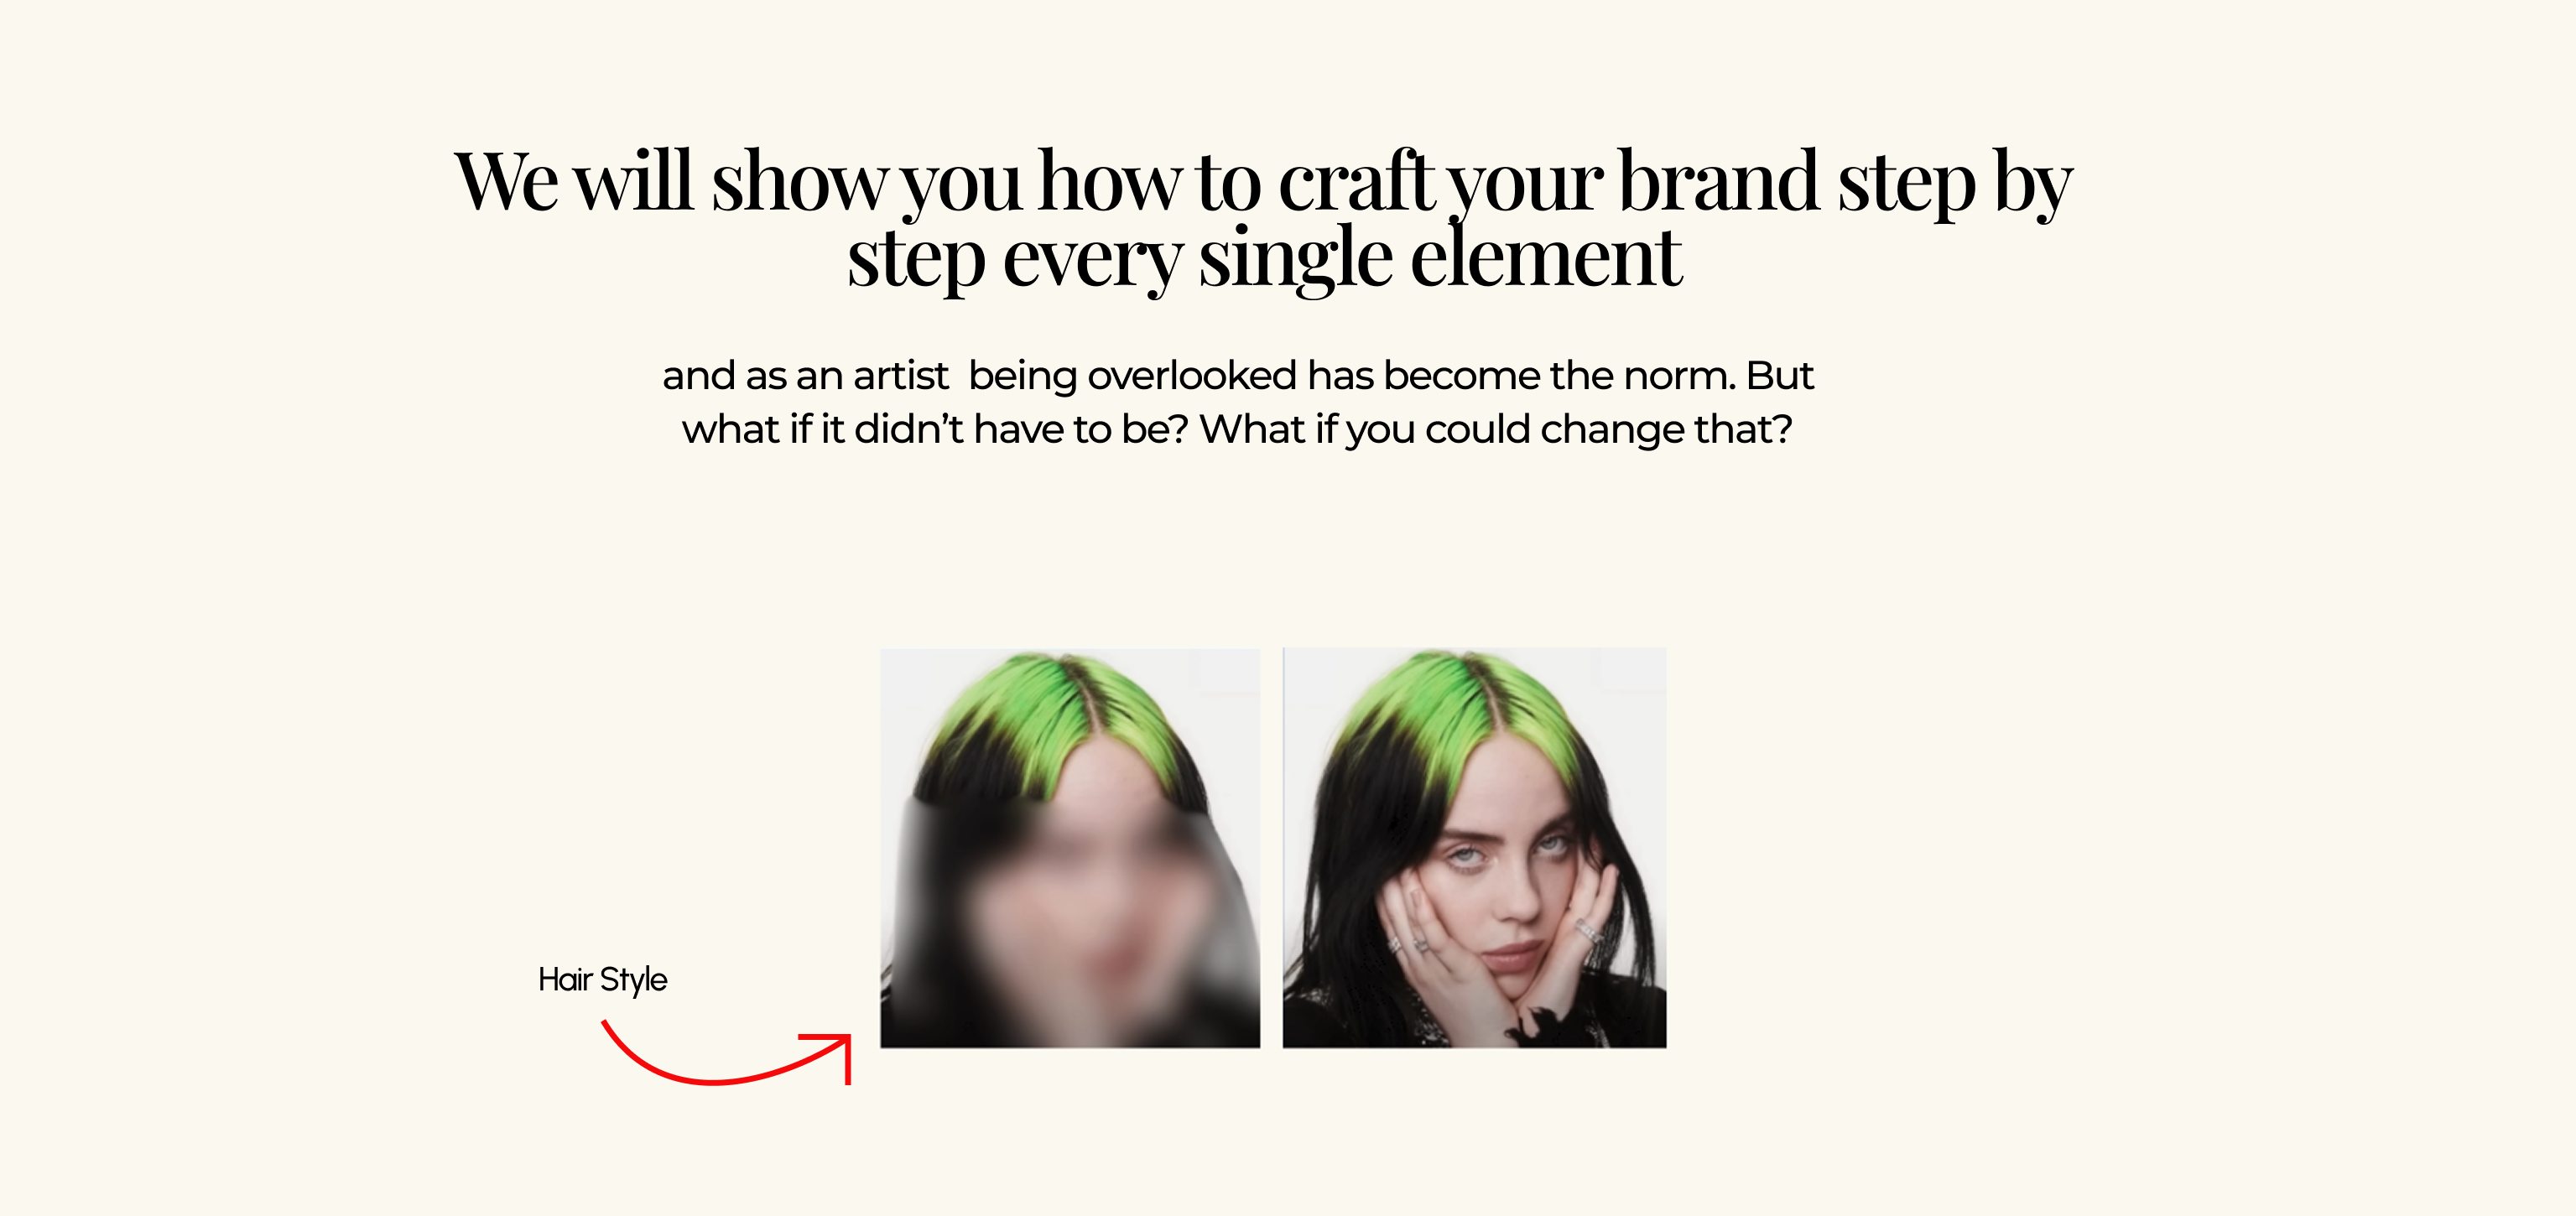 We will show you how to craft your brand step by
step every single element
and as an artist  being overlooked has become the norm. But
what if it didn’t have to be? What if you could change that?
Hair Style